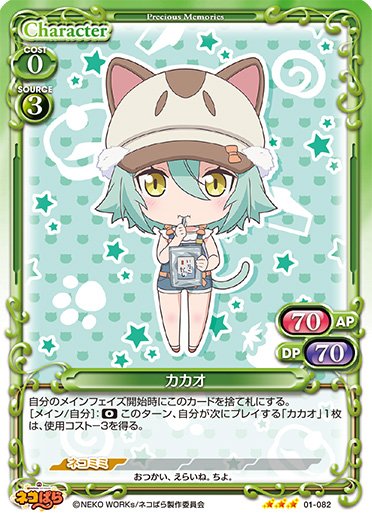 Precious Memories
Character
COST
0
SOURCE
3
70 AP
DP 70
カカオ
自分のメインフェイズ開始時にこのカードを捨て札にする。
[メイン/自分]:0 このターン、自分が次にプレイする「カカオ」1枚
は、使用コスト－3を得る。
ネコミミ
おつかい、えらいね。ちよ。
ネコぱら
©NEKO WORKs/ネコぱら製作委員会
01-082